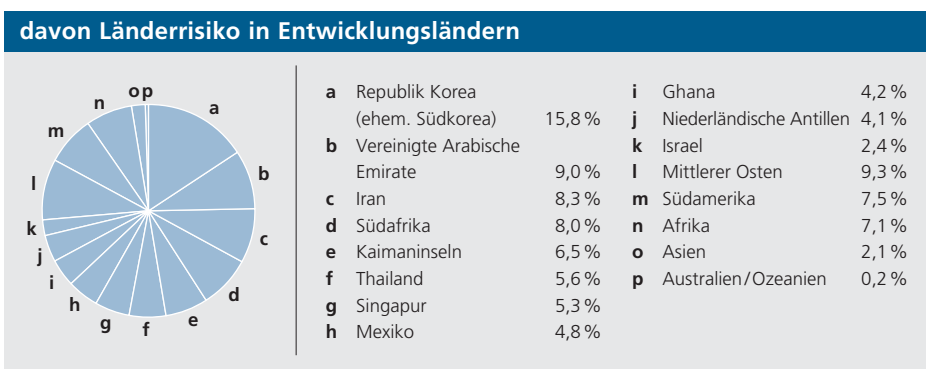 davon Länderrisiko in Entwicklungsländern
a
b
c
d
e
f
g
h
i
j
k
l
m
n
o
p
a Republik Korea
(ehem. Südkorea) 15,8 %
b Vereinigte Arabische
Emirate 9,0 %
c Iran 8,3 %
d Südafrika 8,0 %
e Kaimaninseln 6,5 %
f Thailand 5,6 %
g Singapur 5,3 %
h Mexiko 4,8 %
i Ghana 4,2 %
j Niederländische Antillen 4,1 %
k Israel 2,4 %
l Mittlerer Osten 9,3 %
m Südamerika 7,5 %
n Afrika 7,1 %
o Asien 2,1 %
p Australien/Ozeanien 0,2 %